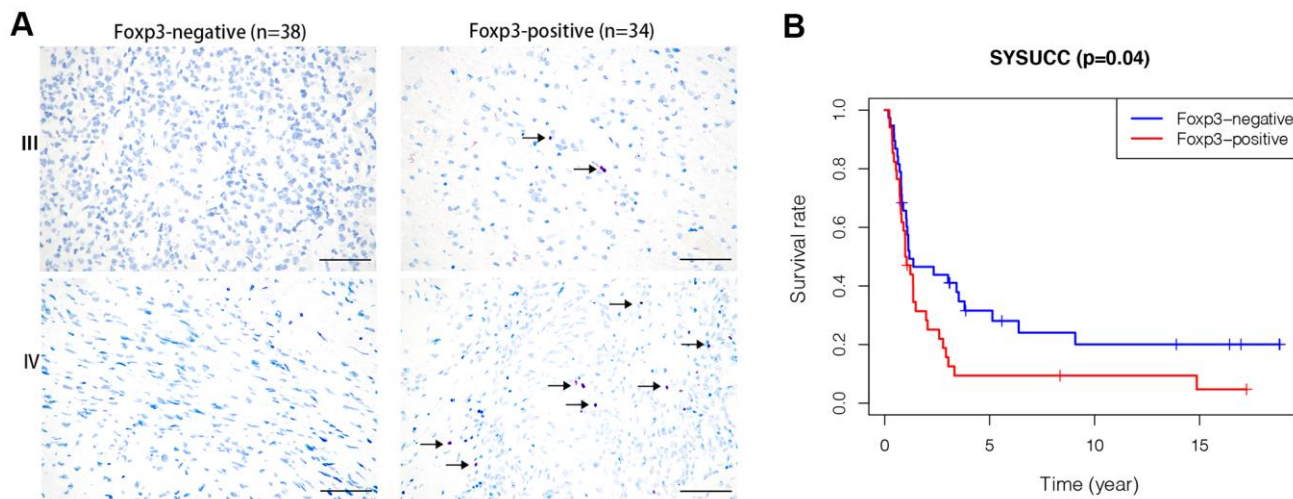 A
Foxp3-negative (n=38)
Foxp3-positive (n=34)
III
IV
B
SYSUCC (p=0.04)
Foxp3−negative
Foxp3−positive
Survival rate
1.0
0.8
0.6
0.4
0.2
0.0
0
5
10
15
Time (year)